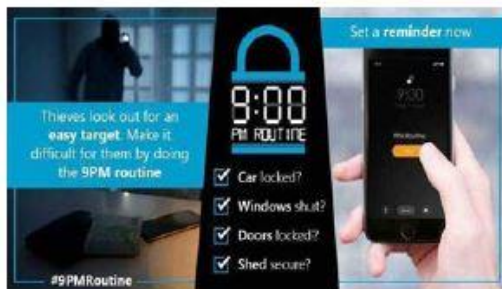 Thieves look out for an
easy target. Make it
difficult for them by doing
the 9PM routine
#9PMRoutine
9:00
PM ROUTINE
Car locked?
Windows shut?
Doors locked?
Shed secure?
Set a reminder now
9:00